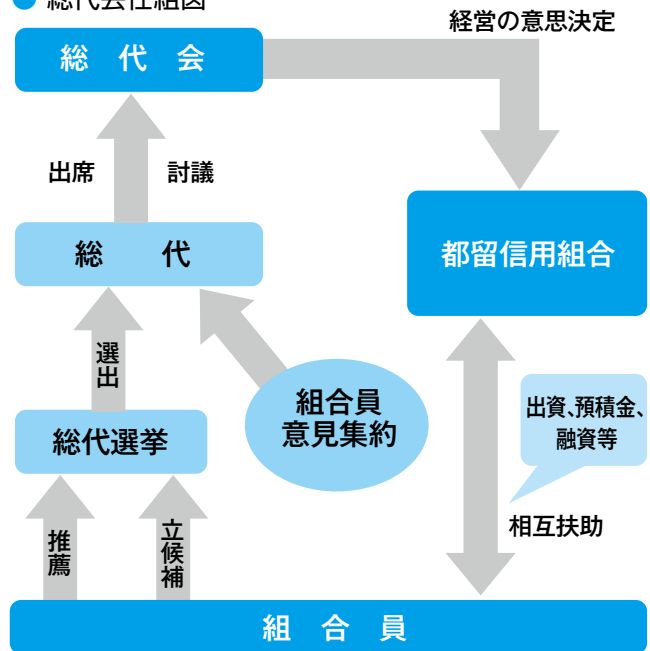 ● 総代会仕組図
経営の意思決定
総代会
出席 討議
総代
都留信用組合
選出
組合員
意見集約
出資、預積金、
融資等
総代選挙
相互扶助
推薦
立候補
組合員